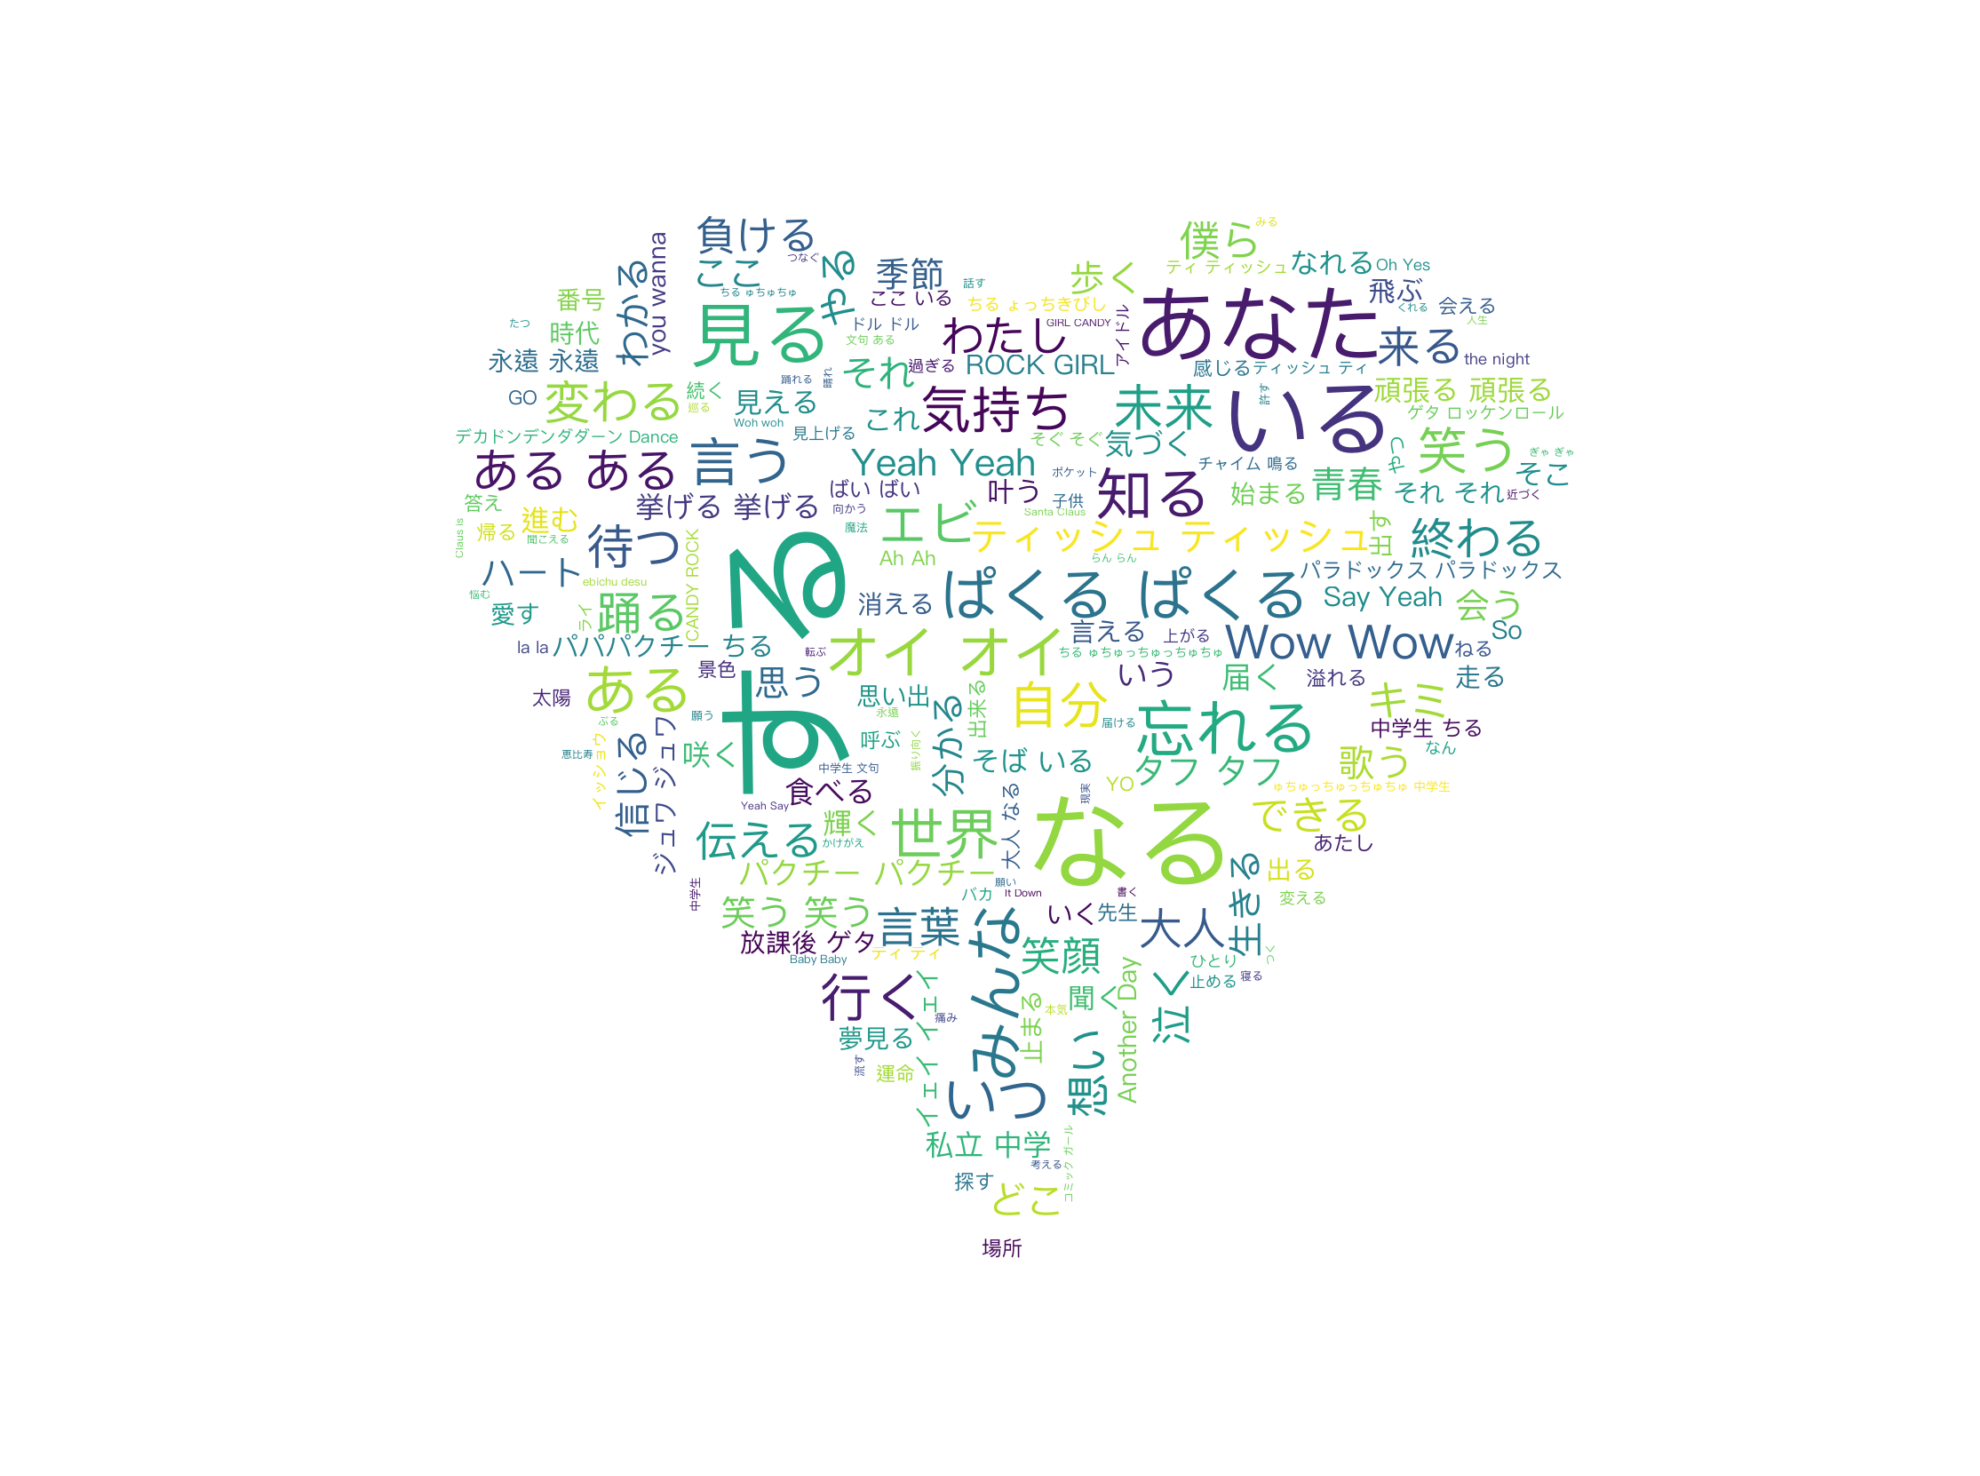 負ける
僕ら
みる
you wanna
わかる
つなぐ
やる
ここ
季節
歩く
ティ ティッシュ
なれる
Oh Yes
番号
ちる ゅちゅちゅ
ここ いる
話す
ちる ょっちきびし
あなた
飛ぶ
会える
くれる
人生
たつ
時代
見る
ドル ドル
わたし
GIRL CANDY
アイドル
来る
the night
永遠 永遠
文句 ある
それ
過ぎる
ROCK GIRL
感じる
ティッシュ ティ
GO
変わる
続く
巡る
踊れる
晴れ
見える
これ
気持ち
未来
いる
許す
頑張る 頑張る
ゲタ ロッケンロール
デカドンデンダダーン Dance
Woh woh
見上げる
そぐ そぐ
気づく
笑う
やつ
ぎゃ ぎゃ
ある ある
言う
Yeah Yeah
ポケット
知る
チャイム 鳴る
青春
そこ
答え
挙げる 挙げる
ばい ばい
叶う
子供
始まる
それ それ
近づく
帰る
進む
聞こえる
向かう
魔法
エビ
Santa Claus
出す
終わる
Claus is
待つ
する
Ah Ah
ティッシュ ティッシュ
らん らん
ハート
ebichu desu
CANDY ROCK
ぱくる ぱくる
パラドックス パラドックス
悩む
愛す
ライ
踊る
消える
言える
上がる
Say Yeah
会う
la la
パパパクチー ちる
転ぶ
オイ オイ
ちる ゅちゅっちゅっちゅちゅ
Wow Wow
ねる
So
太陽
ある
景色
思う
思い出
出来る
自分
いう
届く
溢れる
走る
ぶる
願う
永遠
分かる
届ける
忘れる
キミ
中学生 ちる
恵比寿
イッショウ
信じる
ジュワ ジュワ
咲く
呼ぶ
振り向く
そば いる
タフ タフ
歌う
なん
中学生 文句
食べる
現実
YO
ゅちゅっちゅっちゅちゅ 中学生
Yeah Say
伝える
輝く
かけがえ
世界
大人 なる
なる
できる
あたし
中学生
パクチー パクチー
バカ
願い
It Down
書く
生きる
出る
変える
笑う 笑う
言葉
みんな
いく
先生
大人
放課後 ゲタ
Baby Baby
ティ ティ
笑顔
ひとり
つく
行く
イェイ イェイ
聞く
Another Day
泣く
止める
寝る
痛み
本気
止まる
夢見る
流す
運命
いつ
想い
私立 中学
コミック ガール
探す
考える
どこ
場所